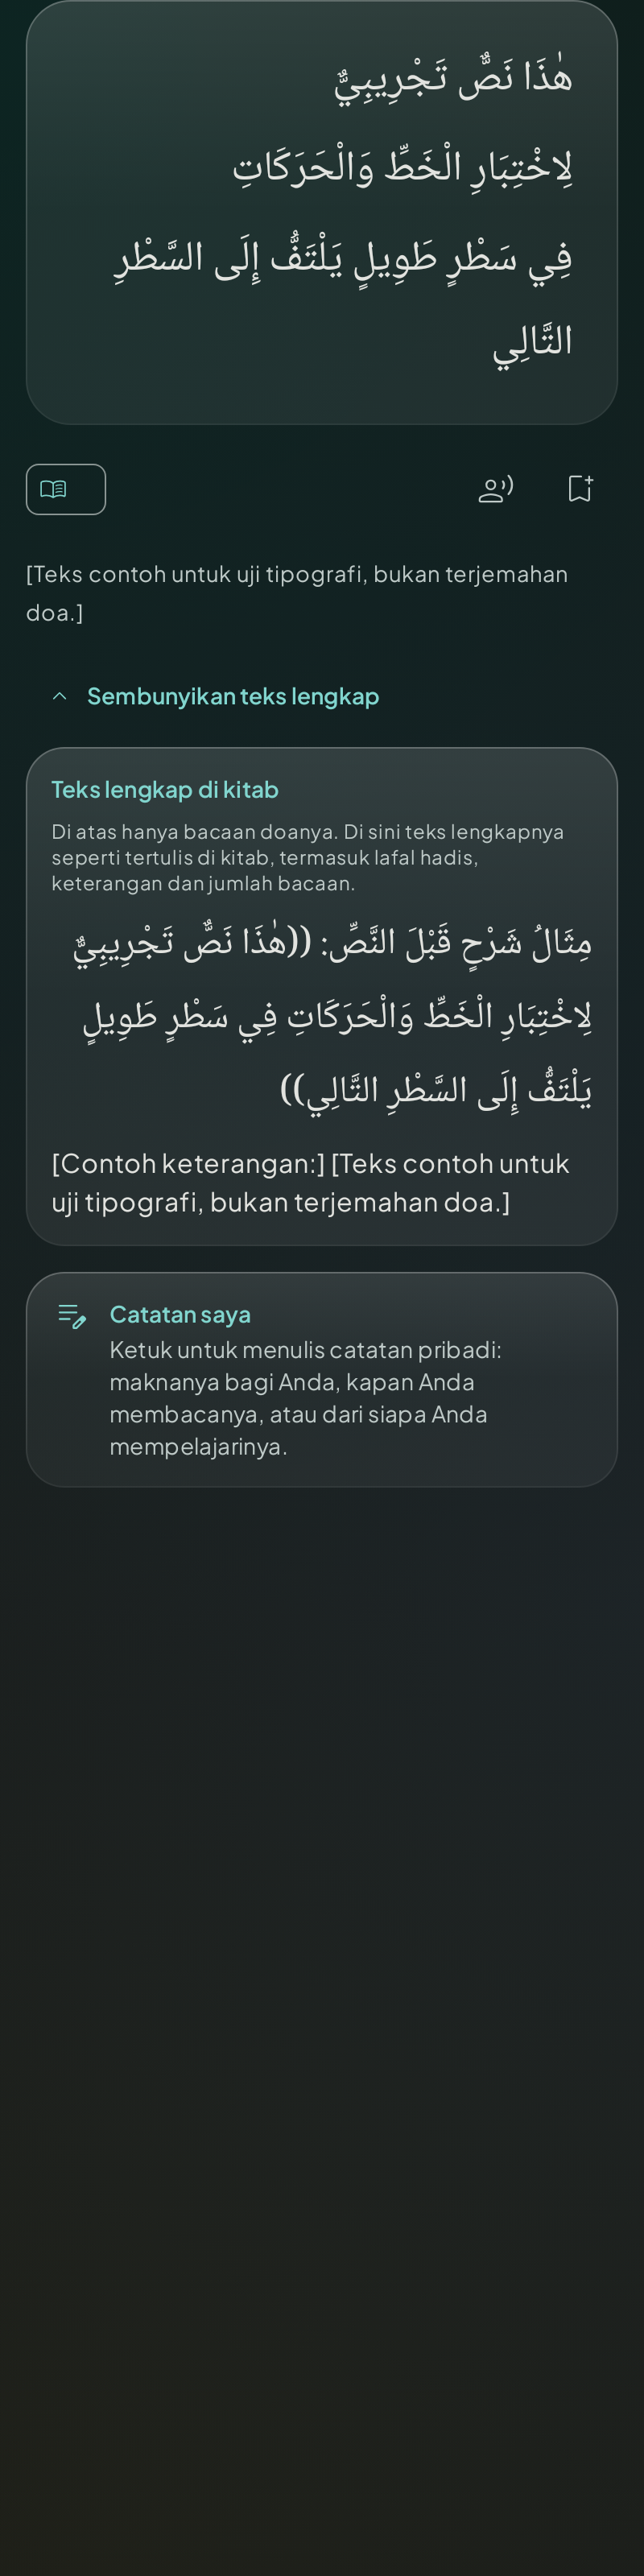 هٰذَا نَصٌّ تَجْرِيبِيٌّ
لِاخْتِبَارِ الْخَطِّ وَالْحَرَكَاتِ
فِي سَطْرٍ طَوِيلٍ يَلْتَفُّ إِلَى السَّطْرِ
التَّالِي
[Teks contoh untuk uji tipografi, bukan terjemahan
doa.]
Sembunyikan teks lengkap
Teks lengkap di kitab
Di atas hanya bacaan doanya. Di sini teks lengkapnya
seperti tertulis di kitab, termasuk lafal hadis,
keterangan dan jumlah bacaan.
مِثَالُ شَرْحٍ قَبْلَ النَّصِّ: ((هٰذَا نَصٌّ تَجْرِيبِيٌّ
لِاخْتِبَارِ الْخَطِّ وَالْحَرَكَاتِ فِي سَطْرٍ طَوِيلٍ
يَلْتَفُّ إِلَى السَّطْرِ التَّالِي))
[Contoh keterangan:] [Teks contoh untuk
uji tipografi, bukan terjemahan doa.]
Catatan saya
Ketuk untuk menulis catatan pribadi:
maknanya bagi Anda, kapan Anda
membacanya, atau dari siapa Anda
mempelajarinya.